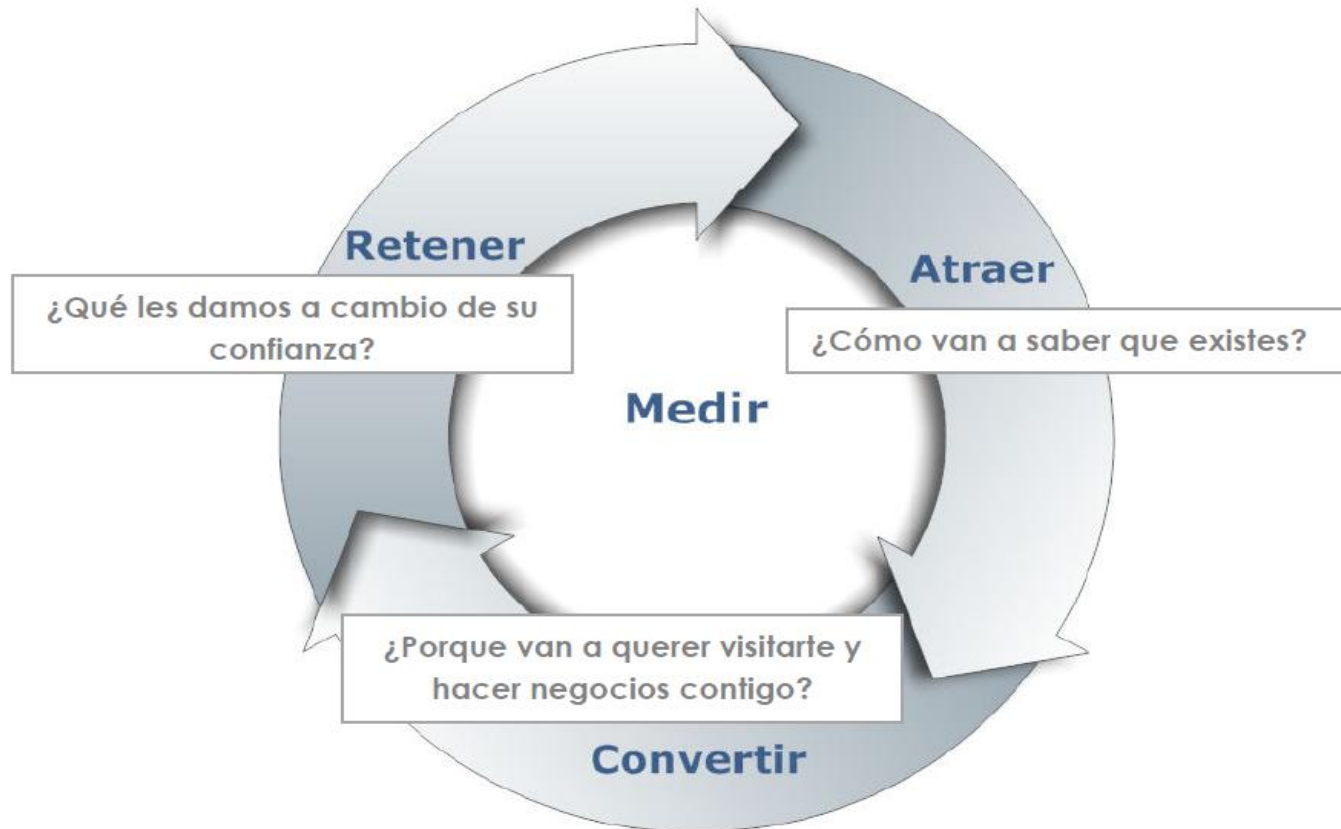 Retener
¿Qué les damos a cambio de su
confianza?
Atraer
¿Cómo van a saber que existes?
Medir
¿Porque van a querer visitarte y
hacer negocios contigo?
Convertir